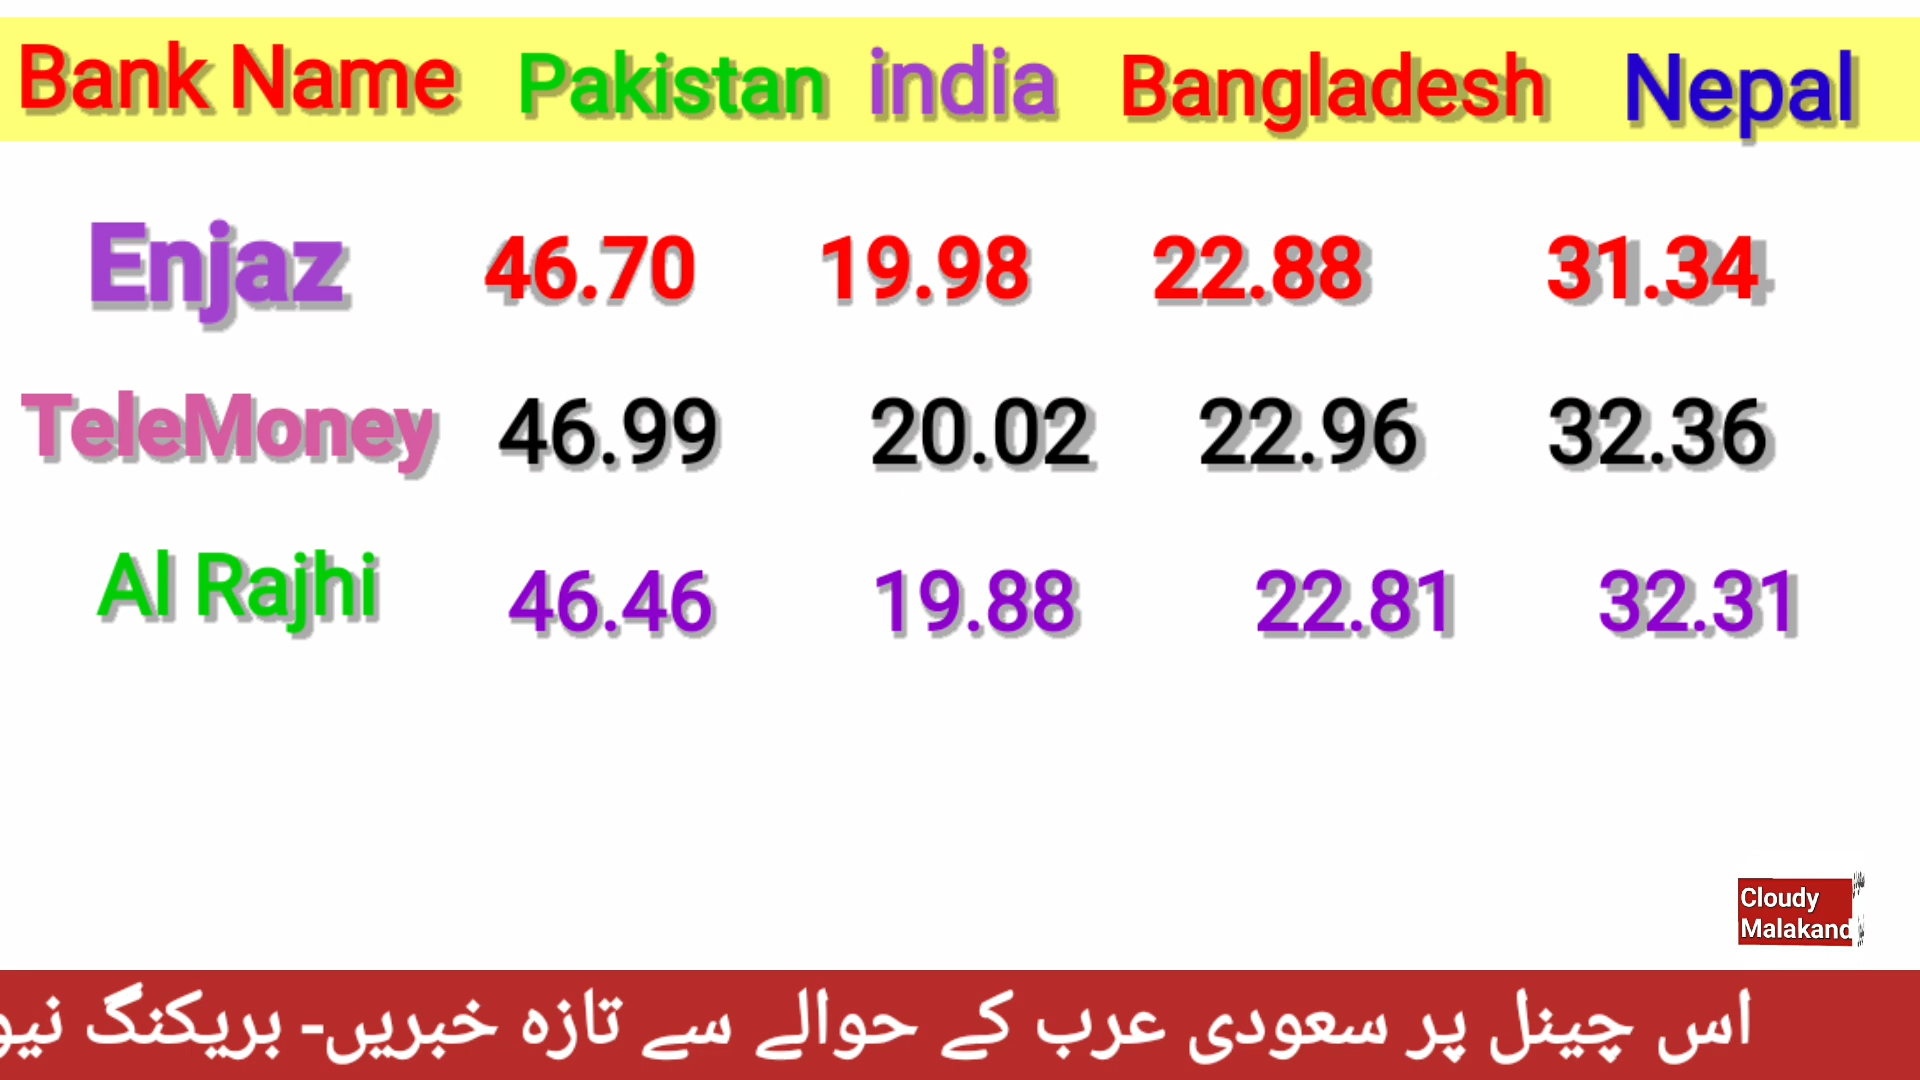 Bank Name Pakistan india Bangladesh Nepal
Enjaz 46.70 19.98 22.88 31.34
TeleMoney 46.99 20.02 22.96 32.36
Al Rajhi 46.46 19.88 22.81 32.31
Cloudy
Malakand
اس چینل پر سعودی عرب کے حوالے سے تازہ خبریں- بریکنگ